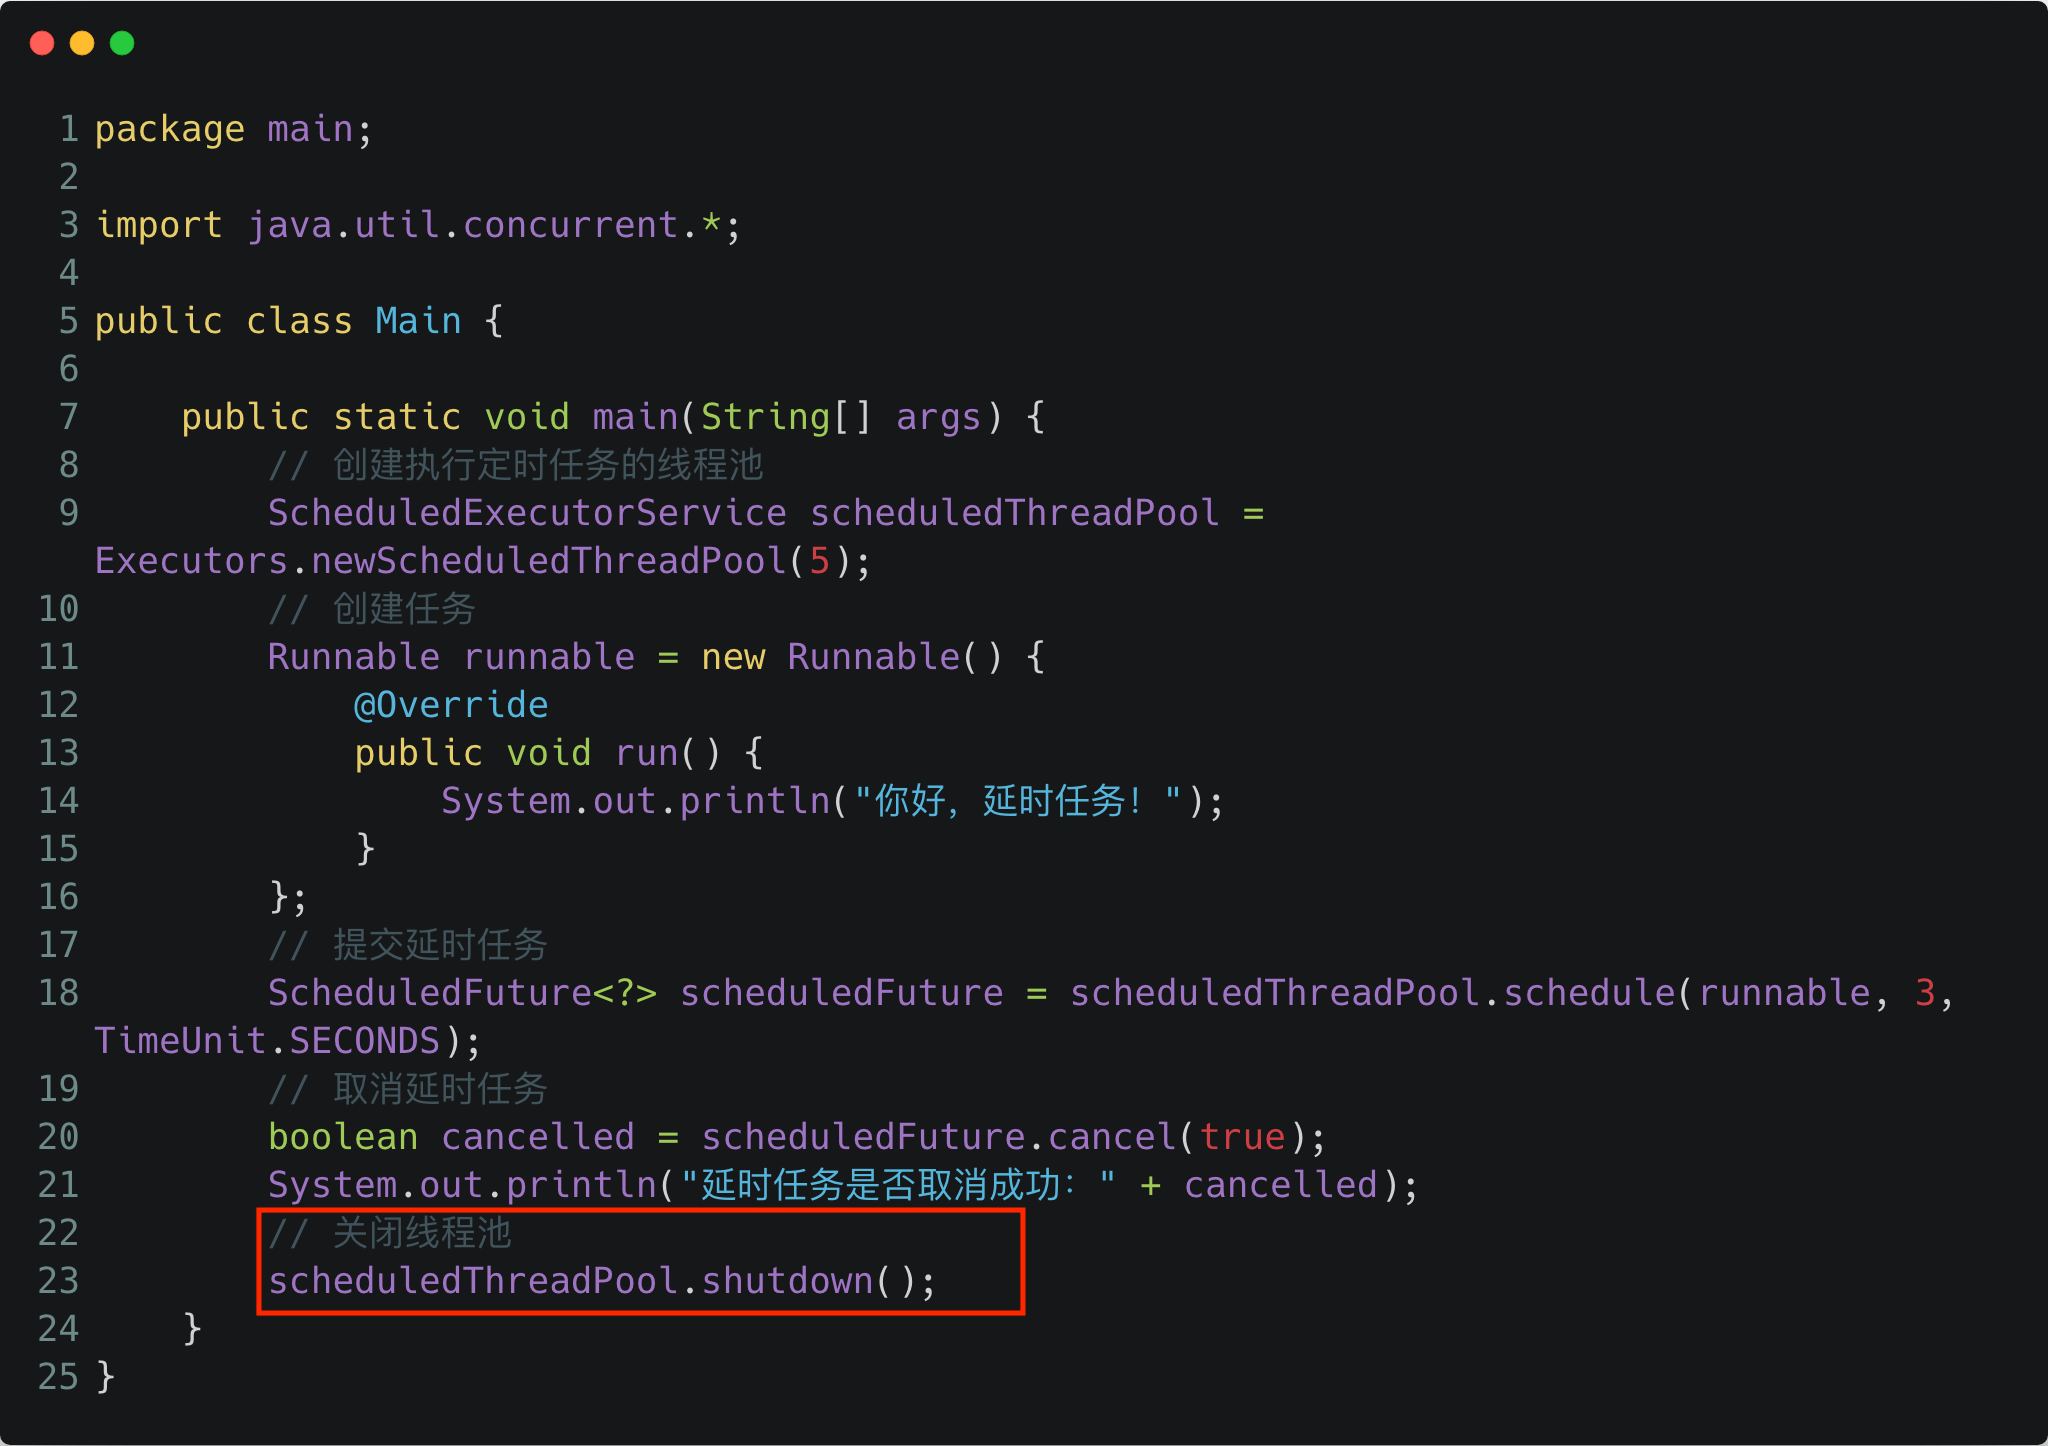 1 package main;
2
3 import java.util.concurrent.*;
4
5 public class Main {
6
7     public static void main(String[] args) {
8         // 创建执行定时任务的线程池
9         ScheduledExecutorService scheduledThreadPool =
Executors.newScheduledThreadPool(5);
10         // 创建任务
11         Runnable runnable = new Runnable() {
12             @Override
13             public void run() {
14                 System.out.println("你好，延时任务！");
15             }
16         };
17         // 提交延时任务
18         ScheduledFuture<?> scheduledFuture = scheduledThreadPool.schedule(runnable, 3,
TimeUnit.SECONDS);
19         // 取消延时任务
20         boolean cancelled = scheduledFuture.cancel(true);
21         System.out.println("延时任务是否取消成功：" + cancelled);
22         // 关闭线程池
23         scheduledThreadPool.shutdown();
24     }
25 }